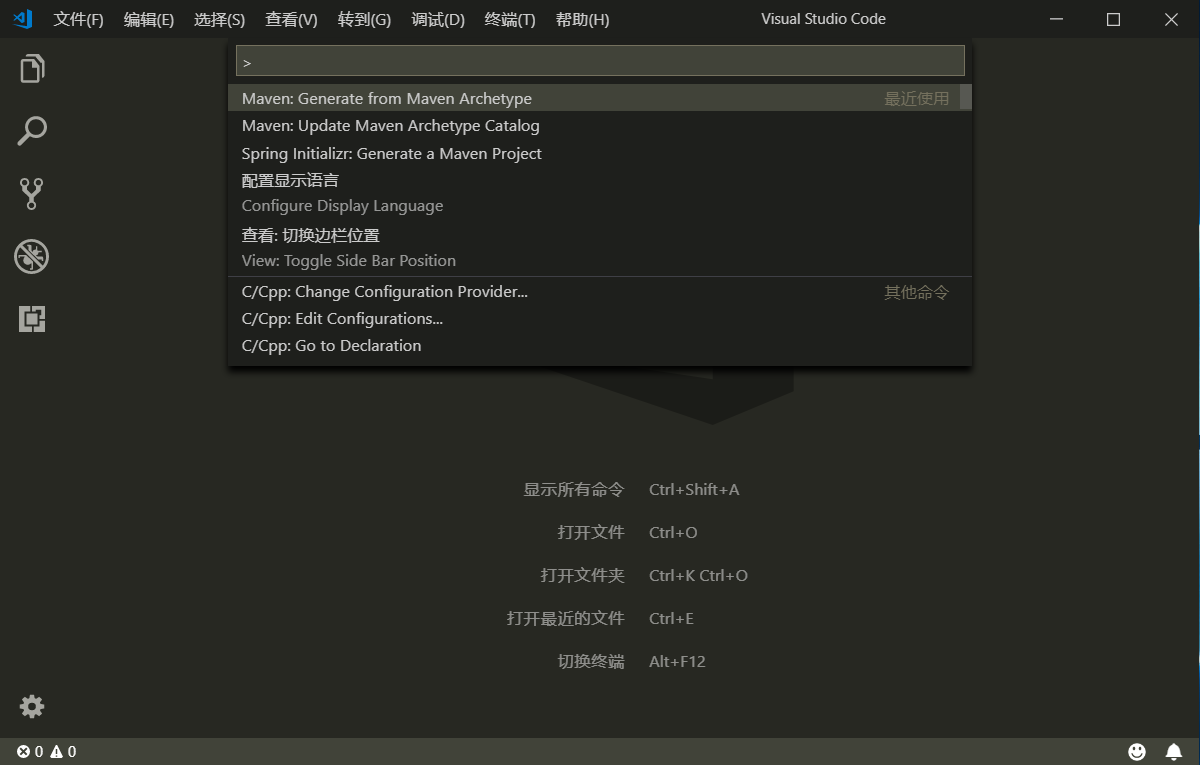 文件(F) 编辑(E) 选择(S) 查看(V) 转到(G) 调试(D) 终端(T) 帮助(H) Visual Studio Code
>
Maven: Generate from Maven Archetype 最近使用
Maven: Update Maven Archetype Catalog
Spring Initializr: Generate a Maven Project
配置显示语言
Configure Display Language
查看: 切换边栏位置
View: Toggle Side Bar Position
C/Cpp: Change Configuration Provider... 其他命令
C/Cpp: Edit Configurations...
C/Cpp: Go to Declaration
显示所有命令 Ctrl+Shift+A
打开文件 Ctrl+O
打开文件夹 Ctrl+K Ctrl+O
打开最近的文件 Ctrl+E
切换终端 Alt+F12
0 0